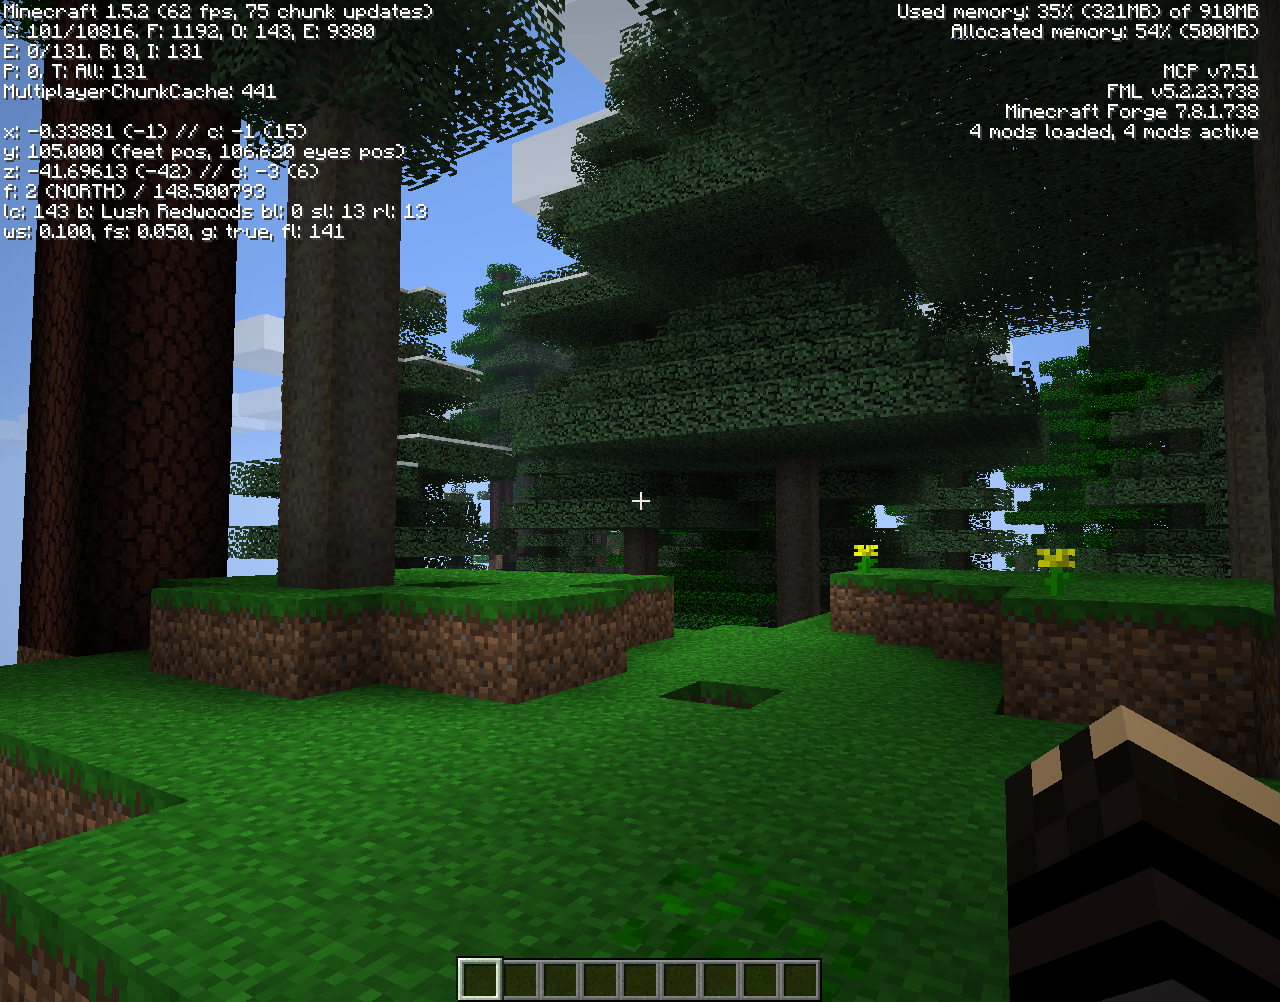 Minecraft 1.5.2 (62 fps, 75 chunk updates)
C: 101/10816. F: 1192, O: 143, E: 9380
E: 0/131. B: 0, I: 131
P: 0. T: All: 131
MultiplayerChunkCache: 441
x: -0.33881 (-1) // c: -1 (15)
y: 105.000 (feet pos, 106.620 eyes pos)
z: -41.69613 (-42) // c: -3 (6)
f: 2 (NORTH) / 148.500793
lc: 143 b: Lush Redwoods bl: 0 sl: 13 rl: 13
ws: 0.100, fs: 0.050, g: true, fl: 141
Used memory: 35% (321MB) of 910MB
Allocated memory: 54% (500MB)
MCP v7.51
FML v5.2.23.738
Minecraft Forge 7.8.1.738
4 mods loaded, 4 mods active